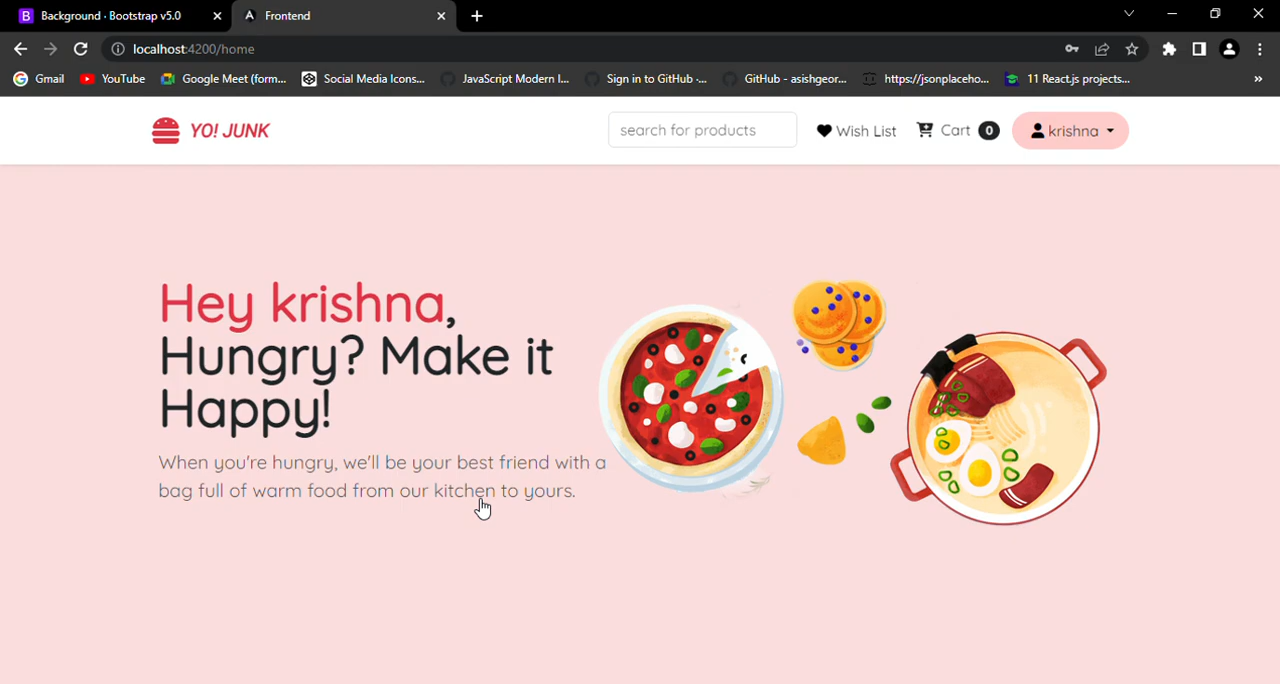 Background · Bootstrap v5.0
Frontend
localhost:4200/home
Gmail
YouTube
Google Meet (form...
Social Media Icons...
JavaScript Modern I...
Sign in to GitHub ·...
GitHub - asishgeor...
https://jsonplaceho...
11 React.js projects...
»
YO! JUNK
search for products
Wish List
Cart 0
krishna
Hey krishna,
Hungry? Make it
Happy!
When you're hungry, we'll be your best friend with a
bag full of warm food from our kitchen to yours.